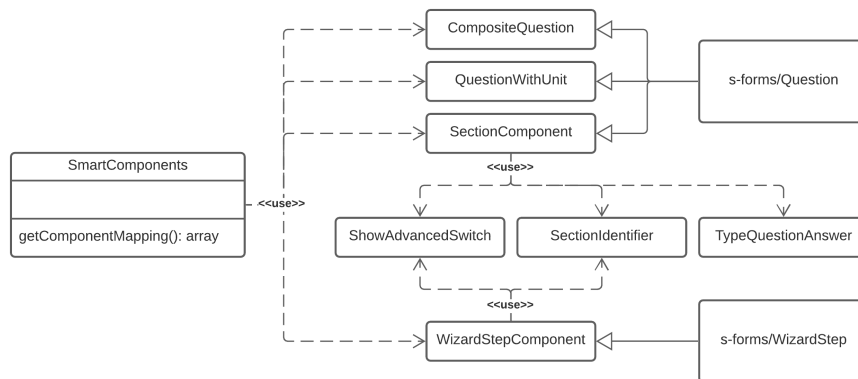 CompositeQuestion
QuestionWithUnit
s-forms/Question
SectionComponent
SmartComponents
<<use>>
<<use>>
getComponentMapping(): array
ShowAdvancedSwitch
SectionIdentifier
TypeQuestionAnswer
<<use>>
WizardStepComponent
s-forms/WizardStep